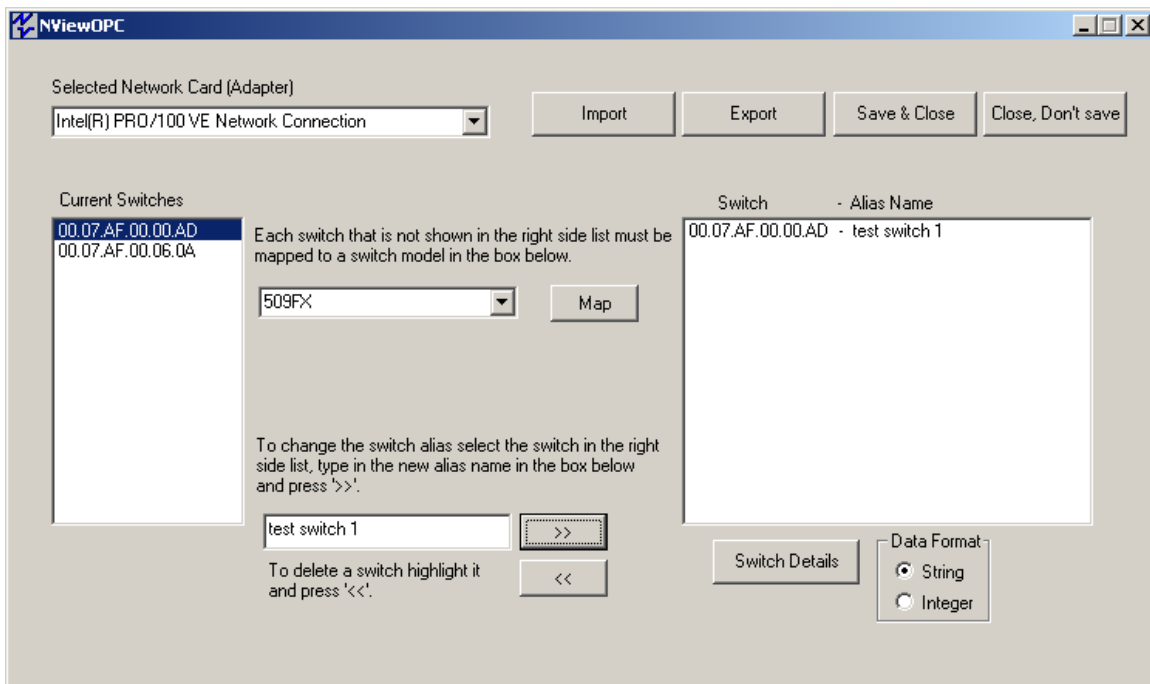 NViewOPC
Selected Network Card (Adapter)
Intel(R) PRO/100 VE Network Connection
Import
Export
Save & Close
Close, Don't save
Current Switches
00.07.AF.00.00.AD
00.07.AF.00.06.0A
Each switch that is not shown in the right side list must be
mapped to a switch model in the box below.
509FX
Map
To change the switch alias select the switch in the right
side list, type in the new alias name in the box below
and press '>>'.
test switch 1
>>
To delete a switch highlight it
and press '<<'.
<<
Switch - Alias Name
00.07.AF.00.00.AD - test switch 1
Switch Details
Data Format
String
Integer